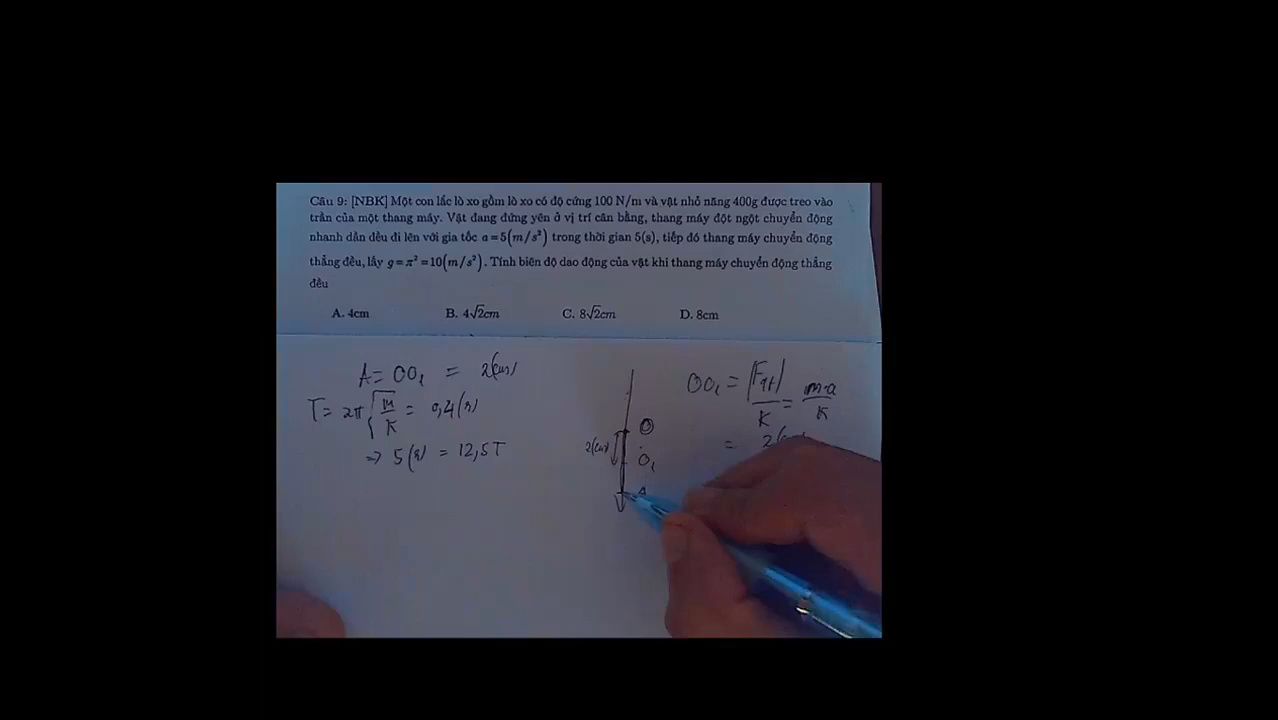 Câu 9: [NBK] Một con lắc lò xo gồm lò xo có độ cứng 100 N/m và vật nhỏ năng 400g được treo vào
trần của một thang máy. Vật đang đứng yên ở vị trí cân bằng, thang máy đột ngột chuyển động
nhanh dần đều đi lên với gia tốc a = 5(m/s²) trong thời gian 5(s), tiếp đó thang máy chuyển động
thẳng đều, lấy g = π² = 10(m/s²). Tính biên độ dao động của vật khi thang máy chuyển động thẳng
đều
A. 4cm B. 4√2cm C. 8√2cm D. 8cm
A = OO₁ = 2(cm)
T = 2π√(m/K) = 0,4(s)
⇒ 5(s) = 12,5T
O
2(cm)
O₁
A
OO₁ = |Fqt|/K = m.a/K
= 2